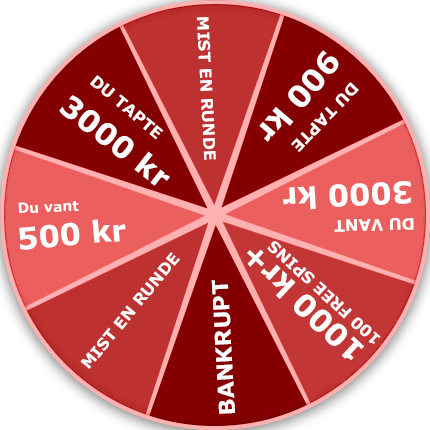 MIST EN RUNDE
DU TAPTE
900 kr
DU VANT
3000 kr
1000 kr+
100 FREE SPINS
BANKRUPT
MIST EN RUNDE
Du vant
500 kr
DU TAPTE
3000 kr